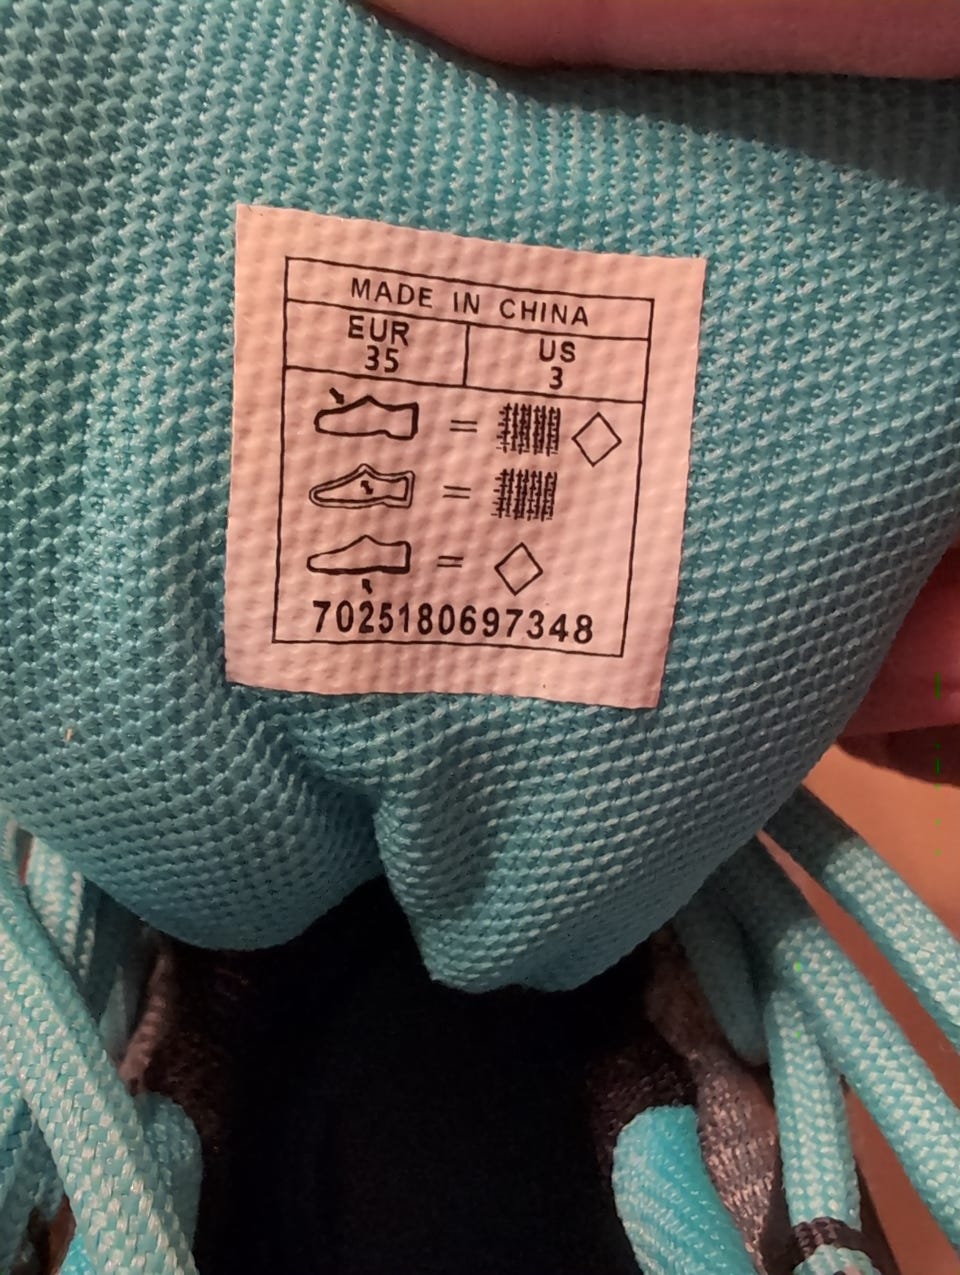 MADE IN CHINA
EUR US
35 3
= 
=
=
7025180697348